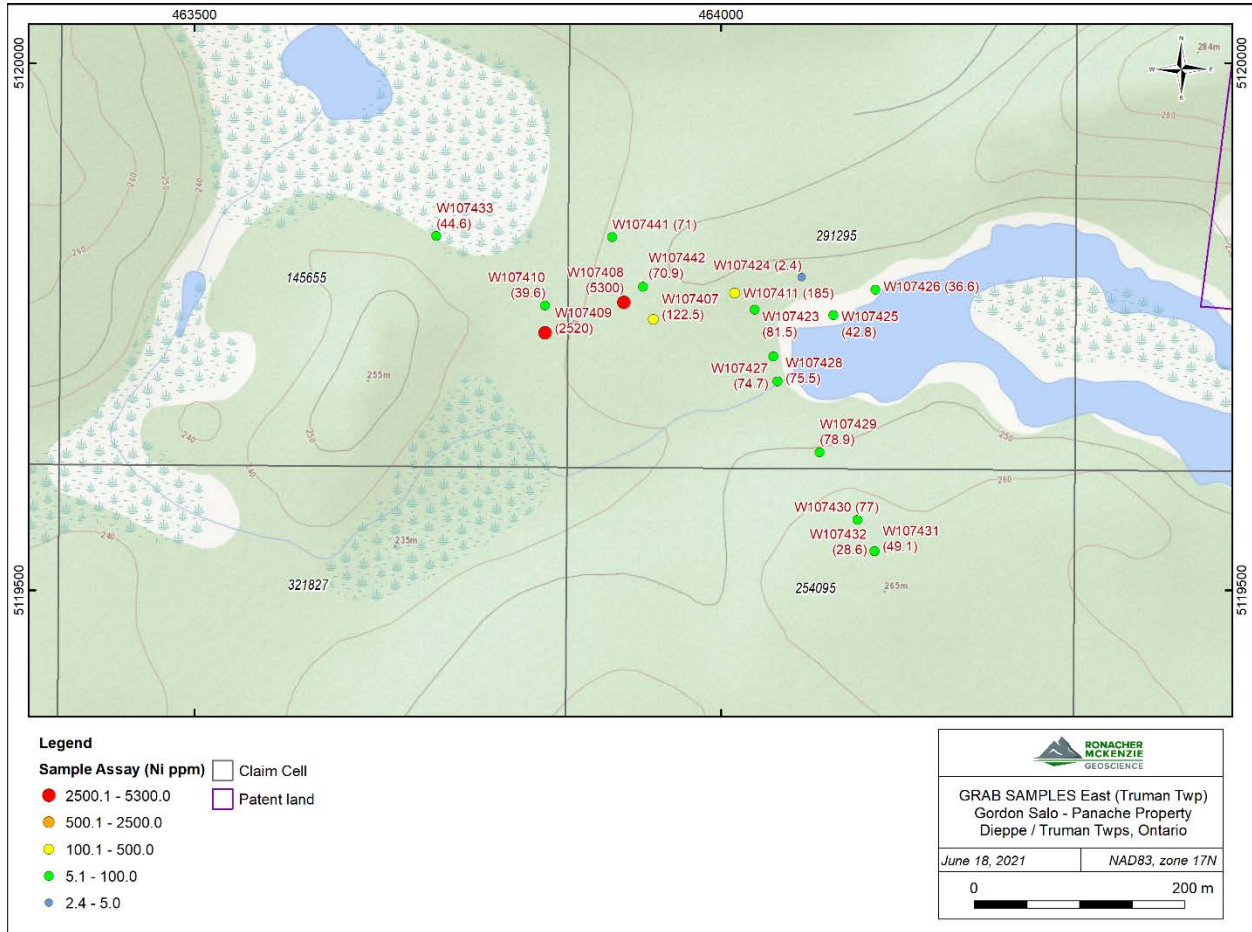 463500
464000
5120000
5120000
N
W
E
S
284m
280
260
250
240
260
W107433
(44.6)
W107441 (71)
291295
W107442
(70.9)
W107408
(5300)
W107424 (2.4)
145655
W107410
(39.6)
W107407
(122.5)
W107411 (185)
W107426 (36.6)
W107409
(2520)
W107423
(81.5)
W107425
(42.8)
W107427
(74.7)
W107428
(75.5)
255m
240
250
240
W107429
(78.9)
250
260
W107430 (77)
W107432
(28.6)
W107431
(49.1)
240
235m
321827
254095
265m
5119500
5119500
Legend
Sample Assay (Ni ppm)
2500.1 - 5300.0
500.1 - 2500.0
100.1 - 500.0
5.1 - 100.0
2.4 - 5.0
Claim Cell
Patent land
RONACHER
MCKENZIE
GEOSCIENCE
GRAB SAMPLES East (Truman Twp)
Gordon Salo - Panache Property
Dieppe / Truman Twps, Ontario
June 18, 2021
NAD83, zone 17N
0
200 m